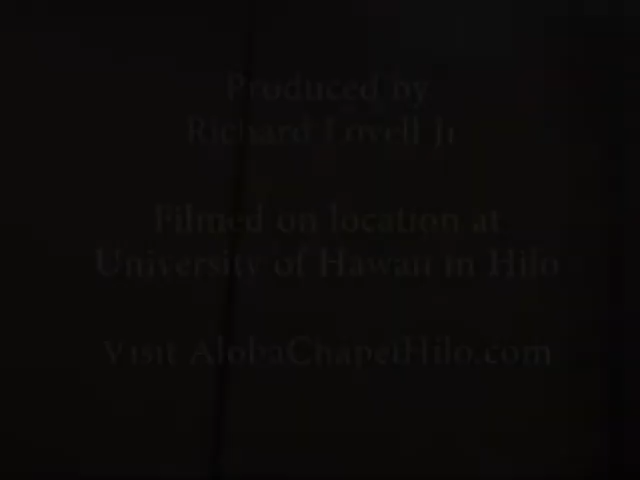 Produced by
Richard Lovell Jr
Filmed on location at
University of Hawaii in Hilo
Visit AlohaChapelHilo.com